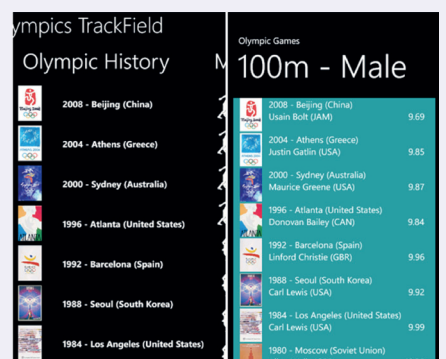 ympics TrackField
Olympic History
M
2008 - Beijing (China)
2004 - Athens (Greece)
2000 - Sydney (Australia)
1996 - Atlanta (United States)
1992 - Barcelona (Spain)
1988 - Seoul (South Korea)
1984 - Los Angeles (United States)
Olympic Games
100m - Male
2008 - Beijing (China)
Usain Bolt (JAM) 9.69
2004 - Athens (Greece)
Justin Gatlin (USA) 9.85
2000 - Sydney (Australia)
Maurice Greene (USA) 9.87
1996 - Atlanta (United States)
Donovan Bailey (CAN) 9.84
1992 - Barcelona (Spain)
Linford Christie (GBR) 9.96
1988 - Seoul (South Korea)
Carl Lewis (USA) 9.92
1984 - Los Angeles (United States)
Carl Lewis (USA) 9.99
1980 - Moscow (Soviet Union)